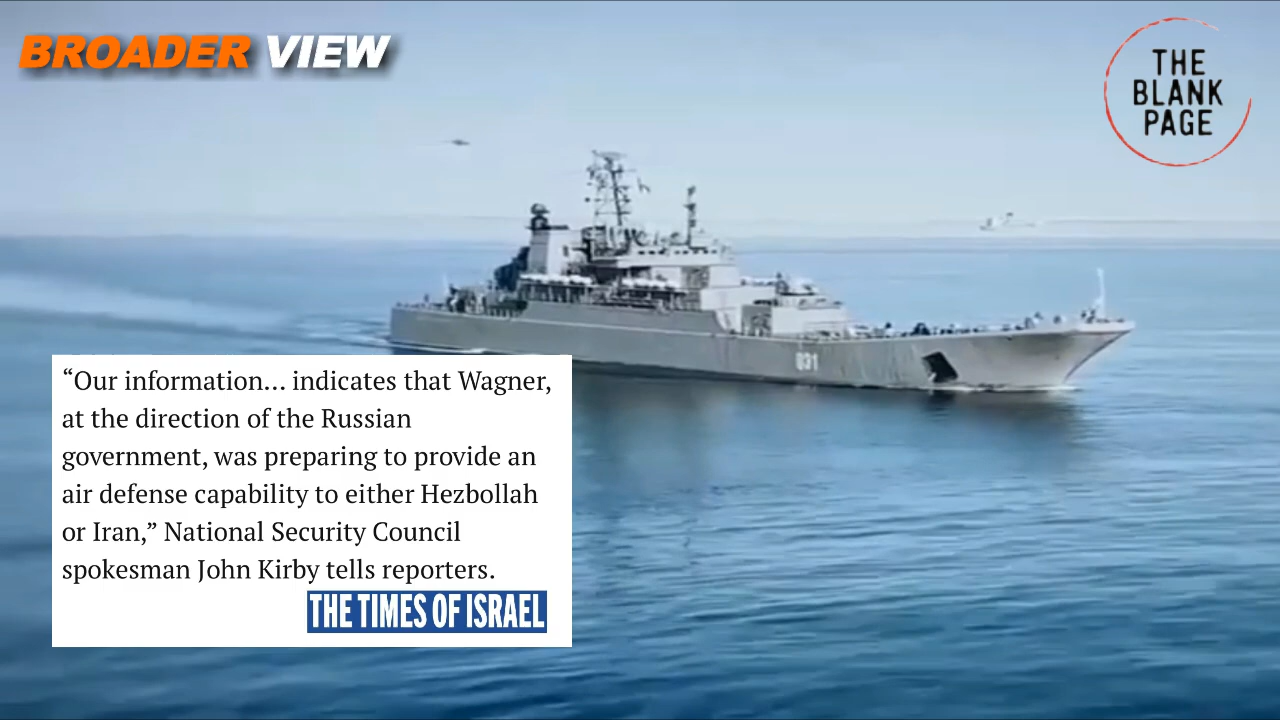 BROADER VIEW
THE
BLANK
PAGE
031
“Our information... indicates that Wagner,
at the direction of the Russian
government, was preparing to provide an
air defense capability to either Hezbollah
or Iran,” National Security Council
spokesman John Kirby tells reporters.
THE TIMES OF ISRAEL